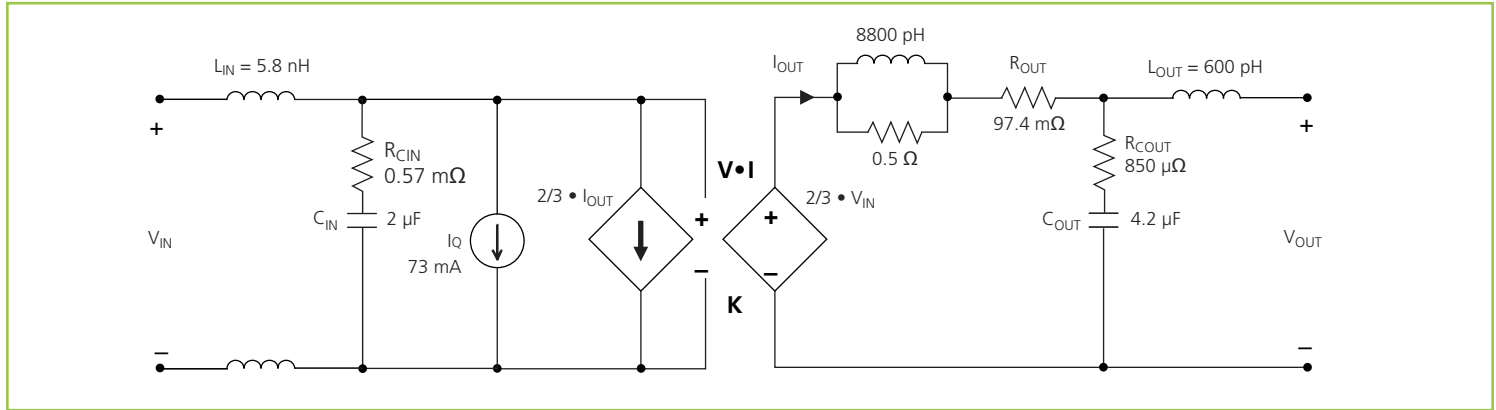 L_IN = 5.8 nH
+
R_CIN
0.57 mΩ
C_IN
2 µF
V_IN
I_Q
73 mA
2/3 • I_OUT
–
V•I
+
–
K
+
–
2/3 • V_IN
I_OUT
8800 pH
0.5 Ω
R_OUT
97.4 mΩ
L_OUT = 600 pH
+
R_COUT
850 µΩ
C_OUT
4.2 µF
V_OUT
–